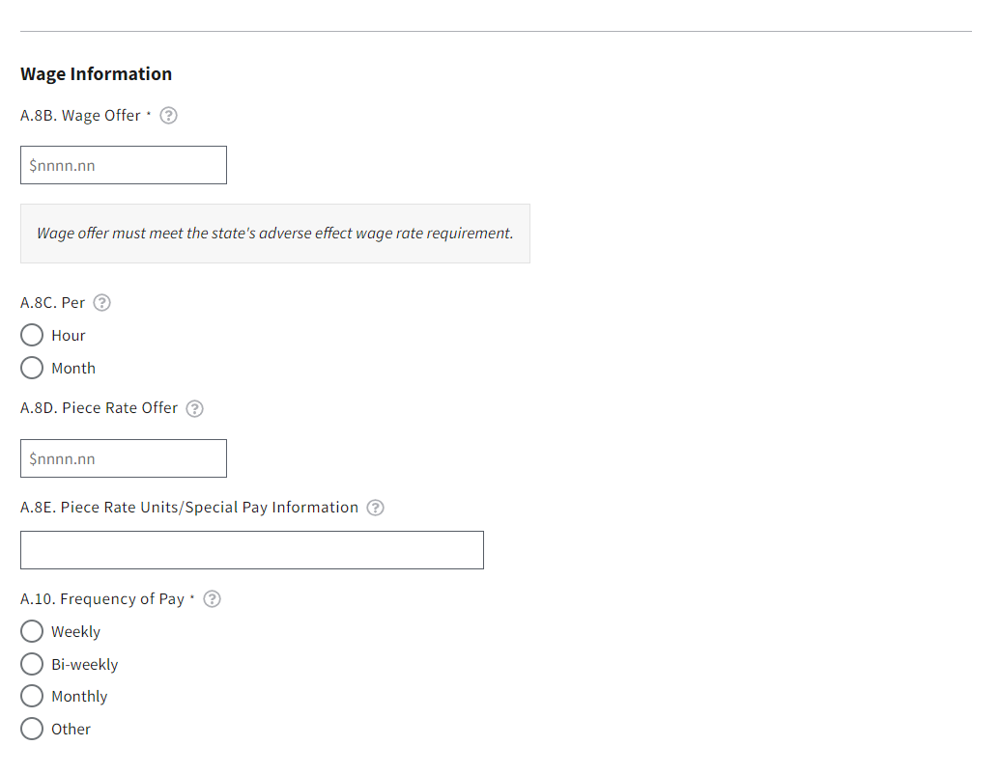 Wage Information
A.8B. Wage Offer * ?
$nnnn.nn
Wage offer must meet the state's adverse effect wage rate requirement.
A.8C. Per ?
Hour
Month
A.8D. Piece Rate Offer ?
$nnnn.nn
A.8E. Piece Rate Units/Special Pay Information ?
A.10. Frequency of Pay * ?
Weekly
Bi-weekly
Monthly
Other